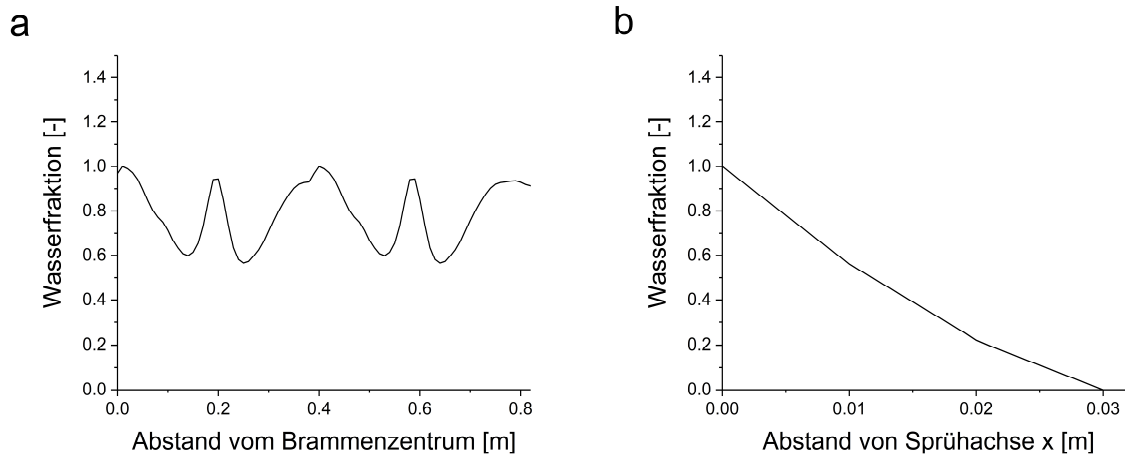 a
Wasserfraktion [-]
1.4
1.2
1.0
0.8
0.6
0.4
0.2
0.0
0.0 0.2 0.4 0.6 0.8
Abstand vom Brammenzentrum [m]
b
Wasserfraktion [-]
1.4
1.2
1.0
0.8
0.6
0.4
0.2
0.0
0.00 0.01 0.02 0.03
Abstand von Sprühachse x [m]